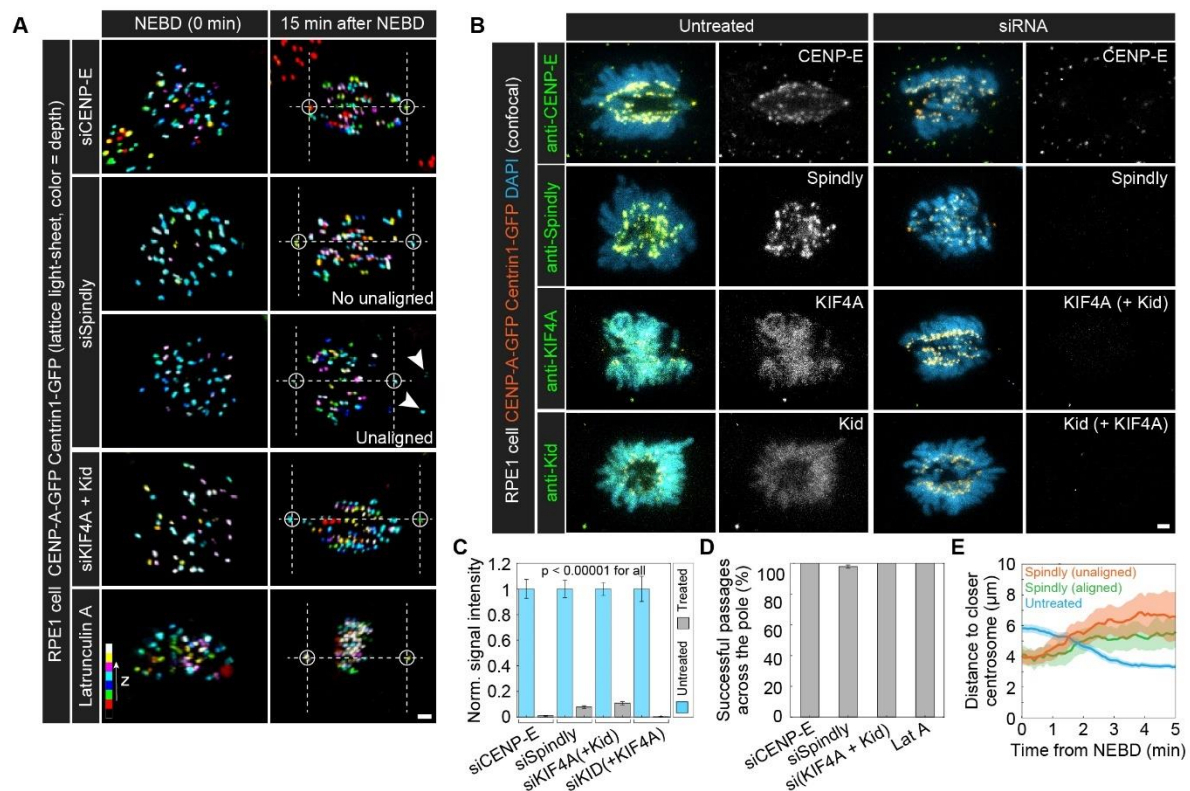 A
NEBD (0 min)
15 min after NEBD
RPE1 cell CENP-A-GFP Centrin1-GFP (lattice light-sheet, color = depth)
siCENP-E
siSpindly
No unaligned
Unaligned
siKIF4A + Kid
Latrunculin A
z
B
Untreated
siRNA
RPE1 cell CENP-A-GFP Centrin1-GFP DAPI (confocal)
anti-CENP-E
CENP-E
CENP-E
anti-Spindly
Spindly
Spindly
anti-KIF4A
KIF4A
KIF4A (+ Kid)
anti-Kid
Kid
Kid (+ KIF4A)
C
Norm. signal intensity
1.2
1
0.8
0.6
0.4
0.2
0
p < 0.00001 for all
Treated
Untreated
siCENP-E
siSpindly
siKIF4A(+Kid)
siKID(+KIF4A)
D
Successful passages
across the pole (%)
100
80
60
40
20
0
siCENP-E
siSpindly
si(KIF4A + Kid)
Lat A
E
Distance to closer
centrosome (µm)
10
8
6
4
2
0
Spindly (unaligned)
Spindly (aligned)
Untreated
0 1 2 3 4 5
Time from NEBD (min)